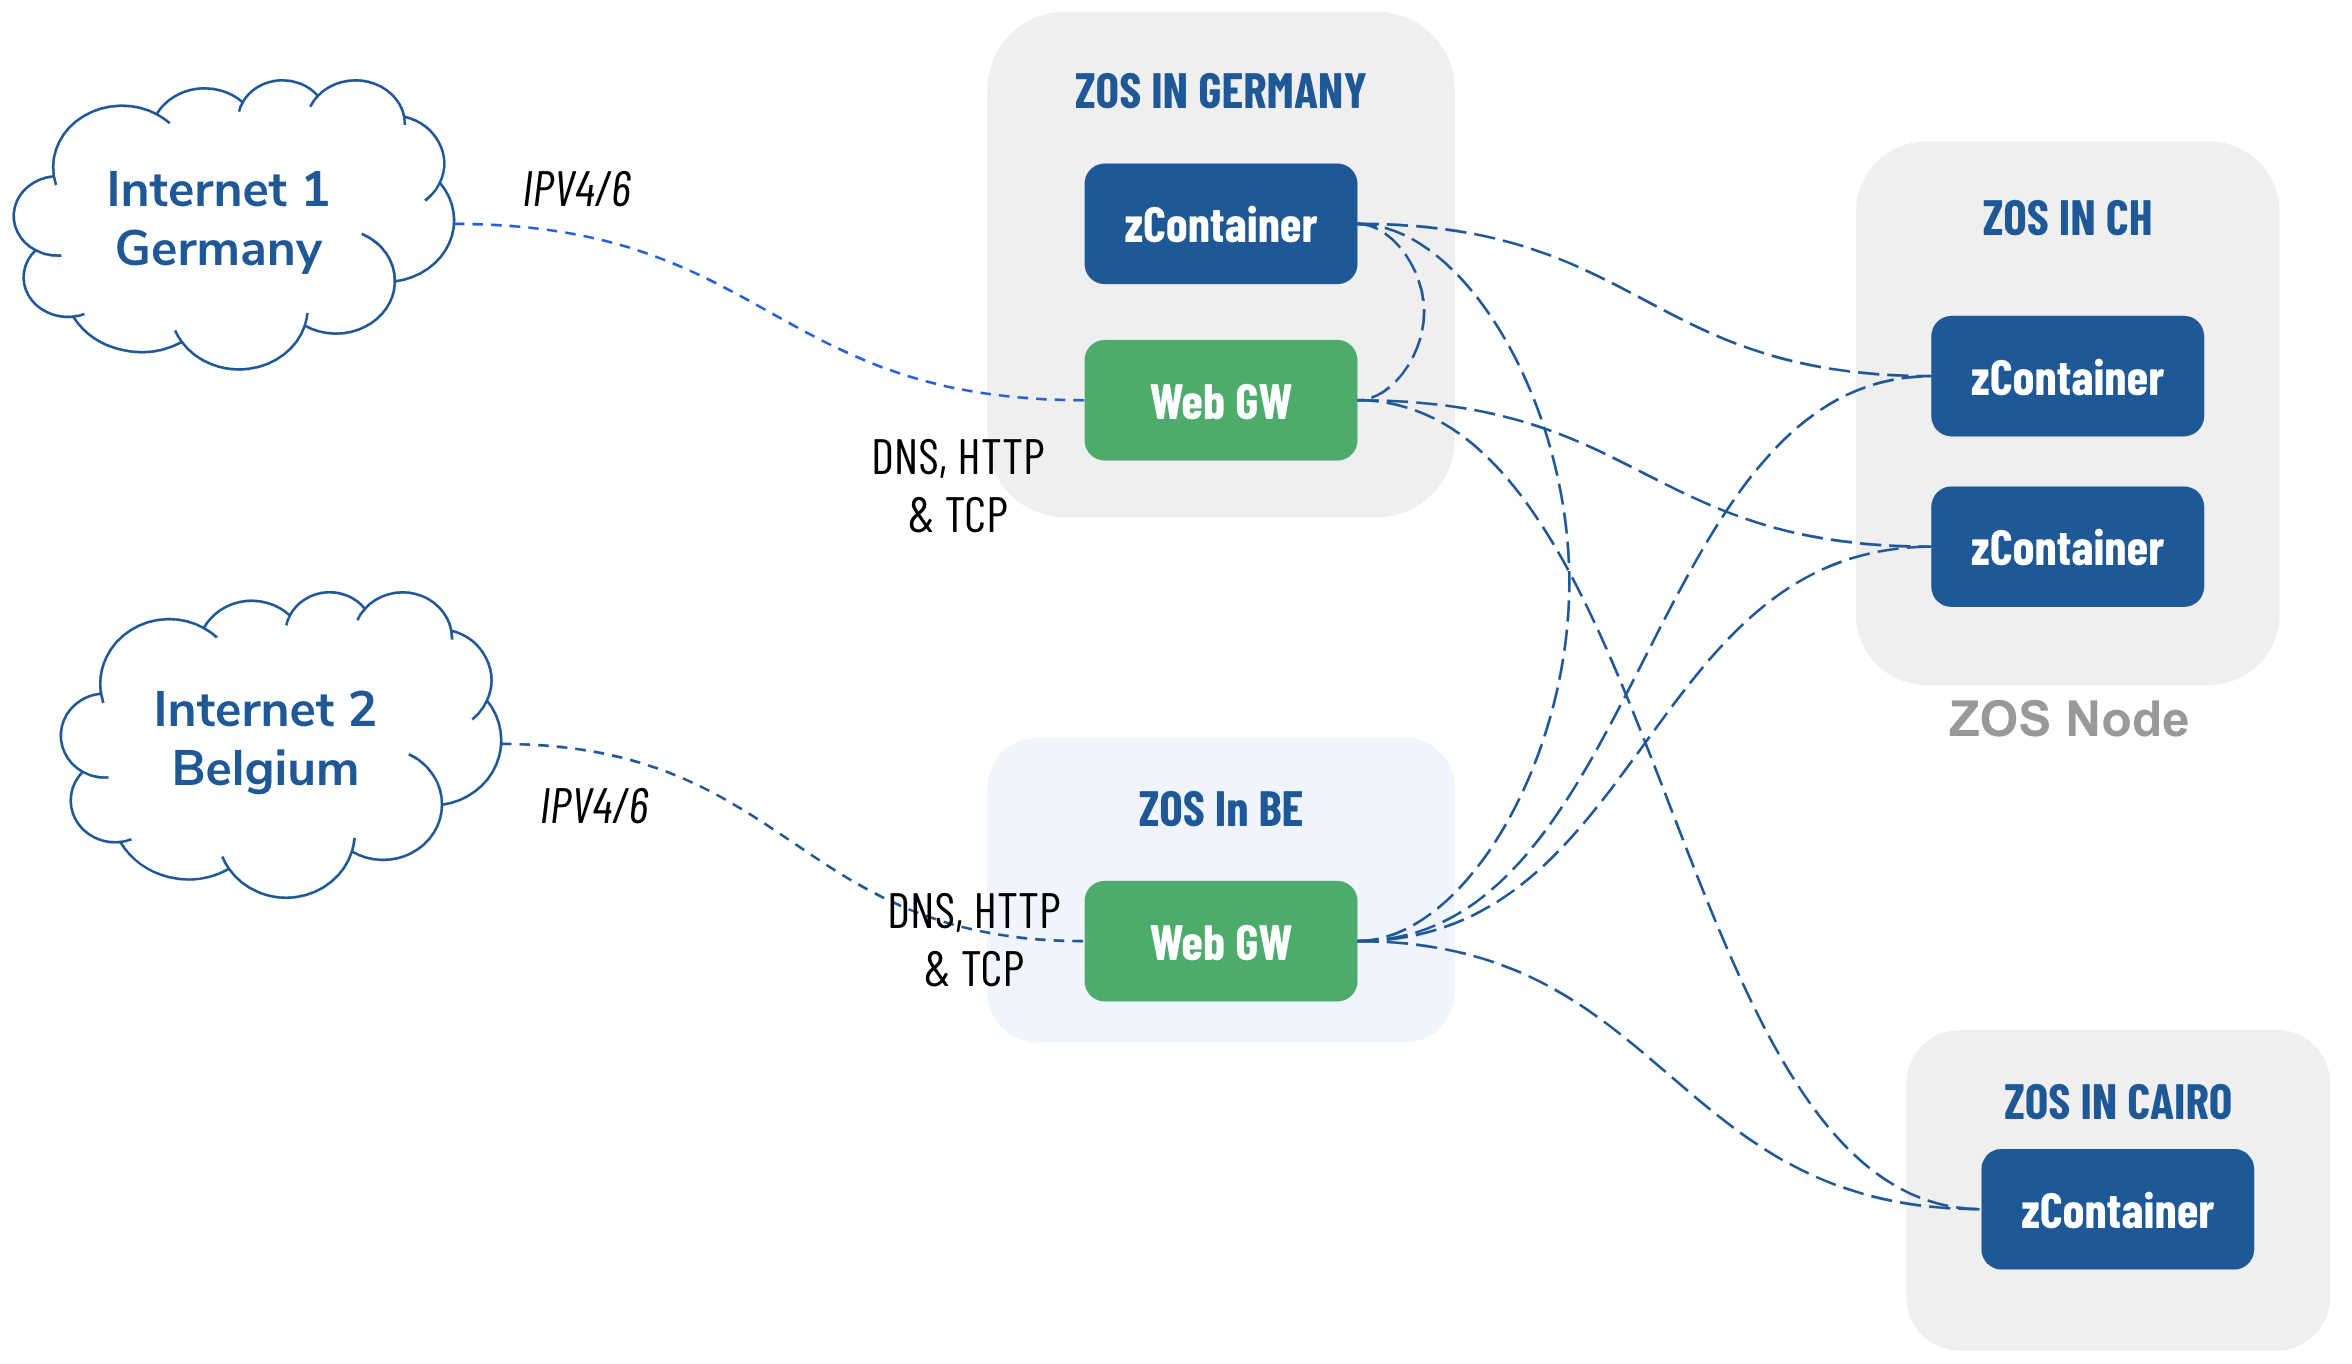 Internet 1
Germany
IPV4/6
ZOS IN GERMANY
zContainer
Web GW
DNS, HTTP
& TCP
ZOS IN CH
zContainer
zContainer
ZOS Node
Internet 2
Belgium
IPV4/6
ZOS In BE
DNS, HTTP
& TCP
Web GW
ZOS IN CAIRO
zContainer